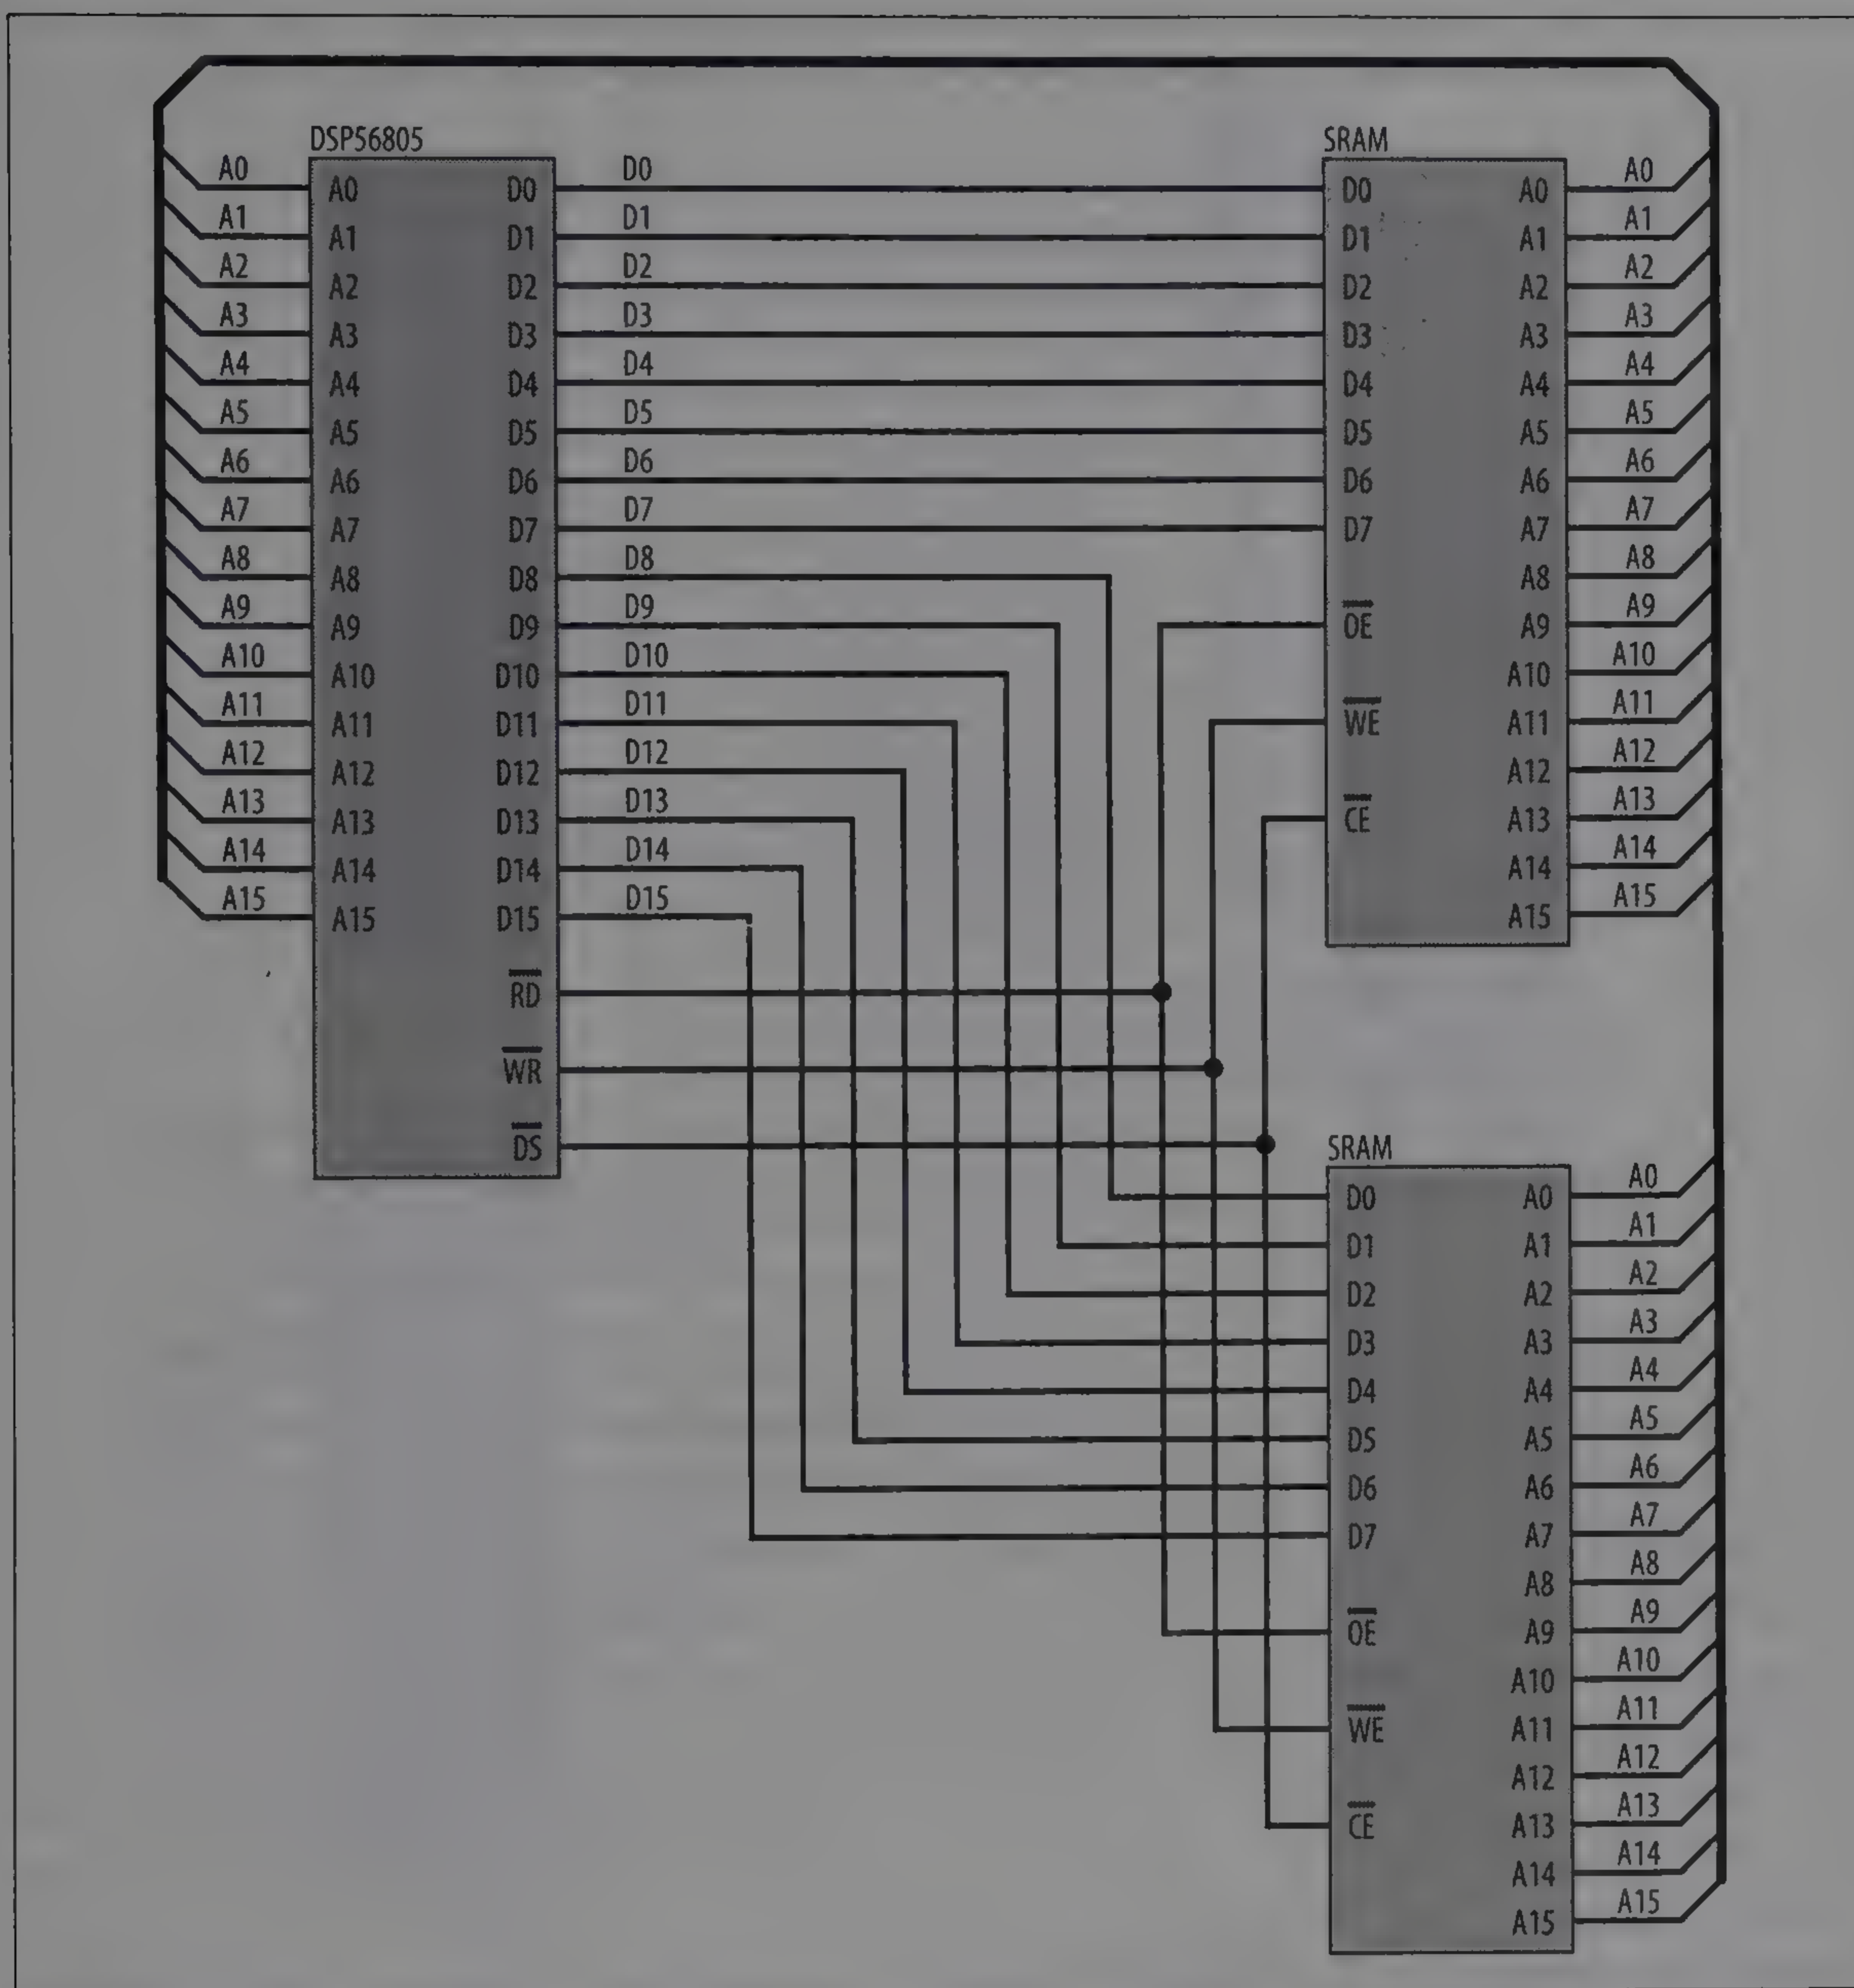 DSP56805
A0 A0 D0 D0
A1 A1 D1 D1
A2 A2 D2 D2
A3 A3 D3 D3
A4 A4 D4 D4
A5 A5 D5 D5
A6 A6 D6 D6
A7 A7 D7 D7
A8 A8 D8 D8
A9 A9 D9 D9
A10 A10 D10 D10
A11 A11 D11 D11
A12 A12 D12 D12
A13 A13 D13 D13
A14 A14 D14 D14
A15 A15 D15 D15
RD
WR
DS
SRAM
D0 A0 A0
D1 A1 A1
D2 A2 A2
D3 A3 A3
D4 A4 A4
D5 A5 A5
D6 A6 A6
D7 A7 A7
A8 A8
OE A9 A9
A10 A10
WE A11 A11
A12 A12
CE A13 A13
A14 A14
A15 A15
SRAM
D0 A0 A0
D1 A1 A1
D2 A2 A2
D3 A3 A3
D4 A4 A4
D5 A5 A5
D6 A6 A6
D7 A7 A7
A8 A8
OE A9 A9
A10 A10
WE A11 A11
A12 A12
CE A13 A13
A14 A14
A15 A15